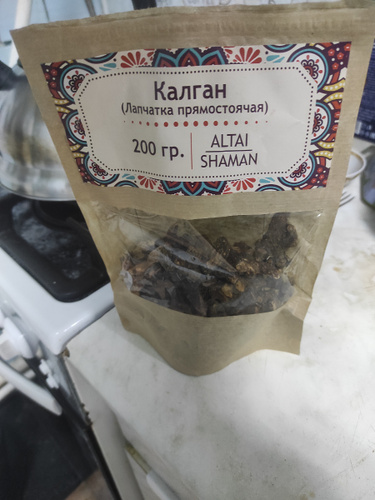 Калган
(Лапчатка прямостоячая)
200 гр.
ALTAI
SHAMAN